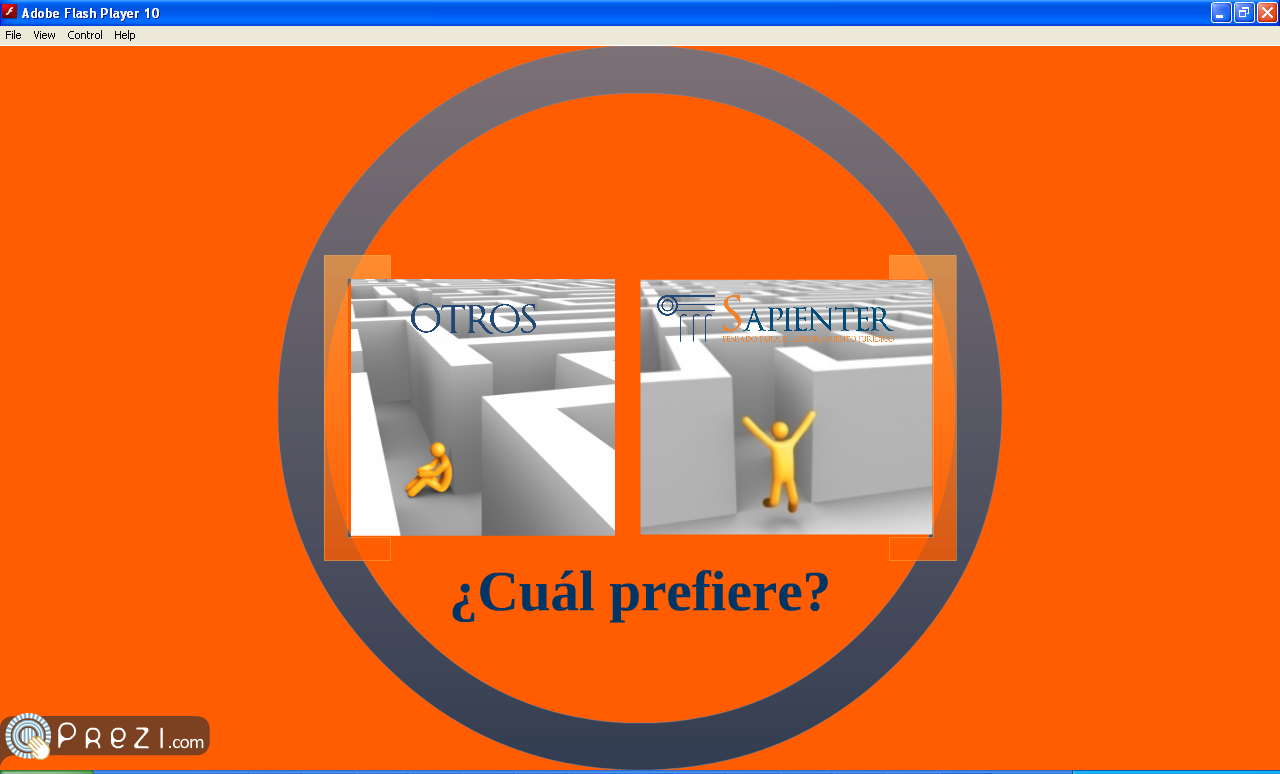 Adobe Flash Player 10
File View Control Help
OTROS
SAPIENTER
¿Cuál prefiere?
PREZI.com